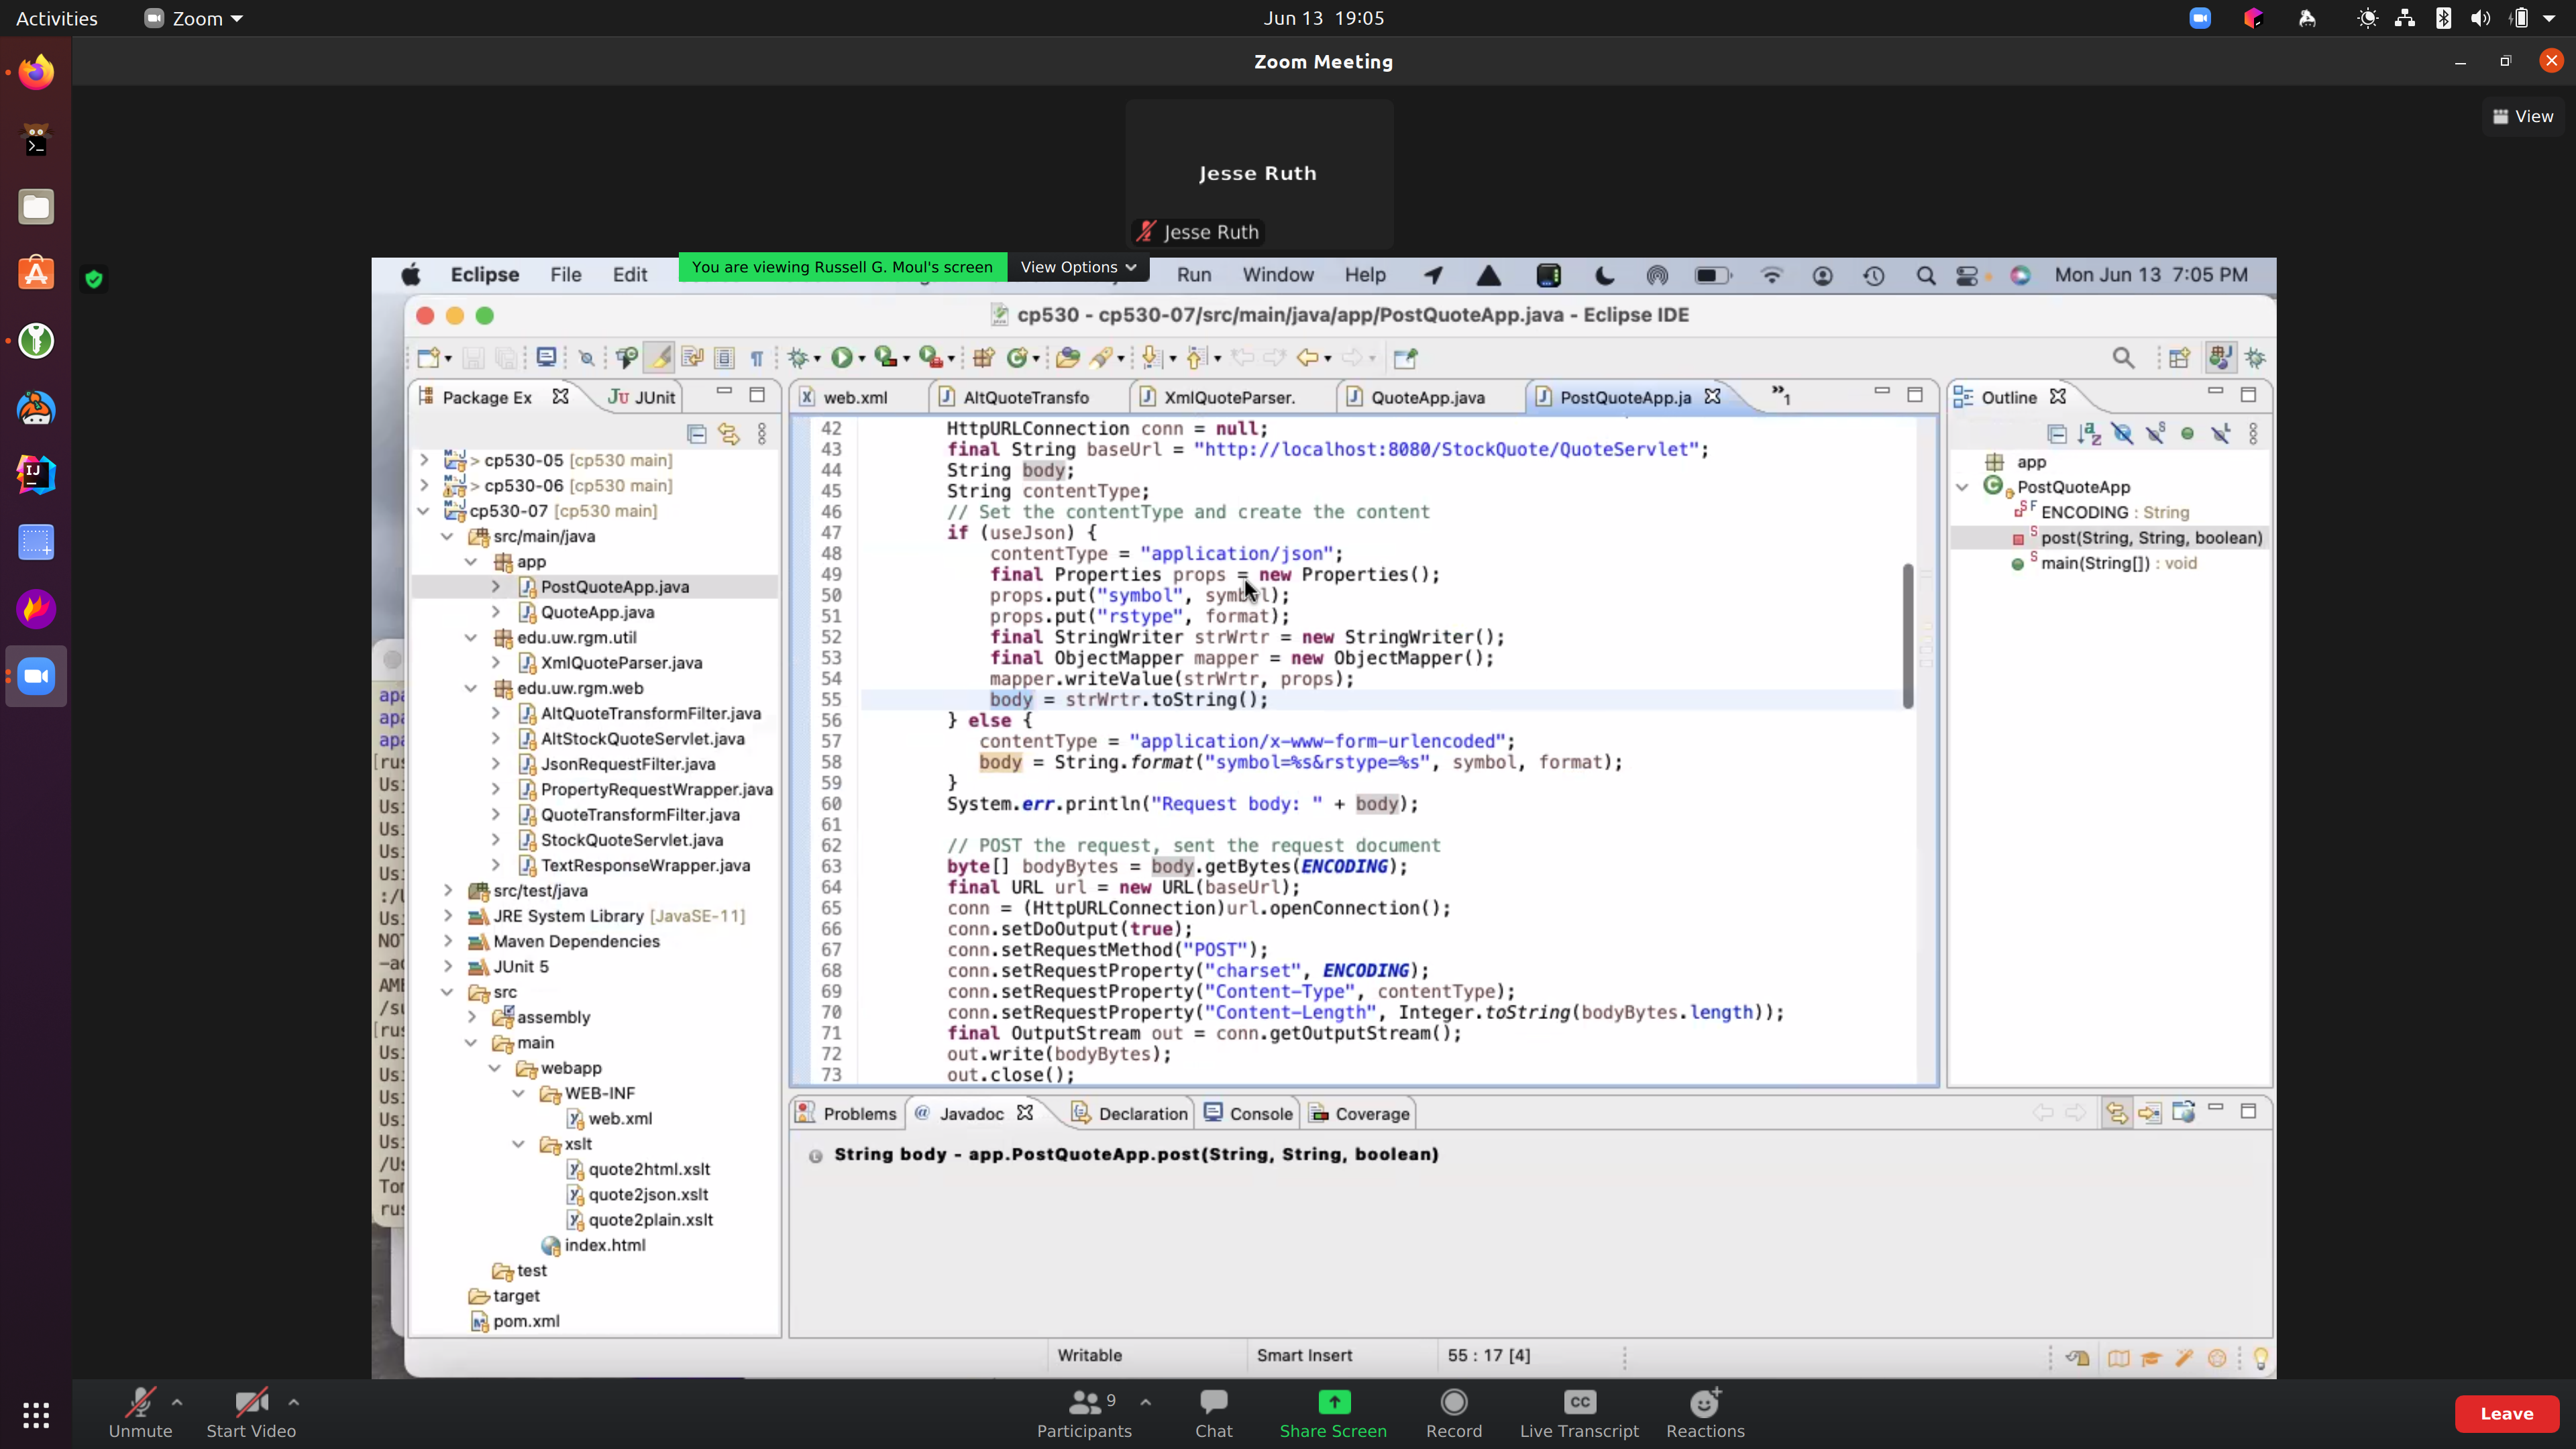 Activities
Zoom
Jun 13 19:05
Zoom Meeting
View
Jesse Ruth
Jesse Ruth
You are viewing Russell G. Moul's screen
View Options
Eclipse File Edit Run Window Help Mon Jun 13 7:05 PM
cp530 - cp530-07/src/main/java/app/PostQuoteApp.java - Eclipse IDE
Package Ex
JUnit
web.xml
AltQuoteTransfo
XmlQuoteParser.
QuoteApp.java
PostQuoteApp.ja
»1
Outline
> cp530-05 [cp530 main]
> cp530-06 [cp530 main]
cp530-07 [cp530 main]
src/main/java
app
PostQuoteApp.java
QuoteApp.java
edu.uw.rgm.util
XmlQuoteParser.java
edu.uw.rgm.web
AltQuoteTransformFilter.java
AltStockQuoteServlet.java
JsonRequestFilter.java
PropertyRequestWrapper.java
QuoteTransformFilter.java
StockQuoteServlet.java
TextResponseWrapper.java
src/test/java
JRE System Library [JavaSE-11]
Maven Dependencies
JUnit 5
src
assembly
main
webapp
WEB-INF
web.xml
xslt
quote2html.xslt
quote2json.xslt
quote2plain.xslt
index.html
test
target
pom.xml
42 HttpURLConnection conn = null;
43 final String baseUrl = "http://localhost:8080/StockQuote/QuoteServlet";
44 String body;
45 String contentType;
46 // Set the contentType and create the content
47 if (useJson) {
48 contentType = "application/json";
49 final Properties props = new Properties();
50 props.put("symbol", symbol);
51 props.put("rstype", format);
52 final StringWriter strWrtr = new StringWriter();
53 final ObjectMapper mapper = new ObjectMapper();
54 mapper.writeValue(strWrtr, props);
55 body = strWrtr.toString();
56 } else {
57 contentType = "application/x-www-form-urlencoded";
58 body = String.format("symbol=%s&rstype=%s", symbol, format);
59 }
60 System.err.println("Request body: " + body);
61
62 // POST the request, sent the request document
63 byte[] bodyBytes = body.getBytes(ENCODING);
64 final URL url = new URL(baseUrl);
65 conn = (HttpURLConnection)url.openConnection();
66 conn.setDoOutput(true);
67 conn.setRequestMethod("POST");
68 conn.setRequestProperty("charset", ENCODING);
69 conn.setRequestProperty("Content-Type", contentType);
70 conn.setRequestProperty("Content-Length", Integer.toString(bodyBytes.length));
71 final OutputStream out = conn.getOutputStream();
72 out.write(bodyBytes);
73 out.close();
app
PostQuoteApp
ENCODING : String
post(String, String, boolean)
main(String[]) : void
Problems
@ Javadoc
Declaration
Console
Coverage
String body - app.PostQuoteApp.post(String, String, boolean)
Writable
Smart Insert
55 : 17 [4]
Unmute
Start Video
9
Participants
Chat
Share Screen
Record
CC
Live Transcript
Reactions
Leave